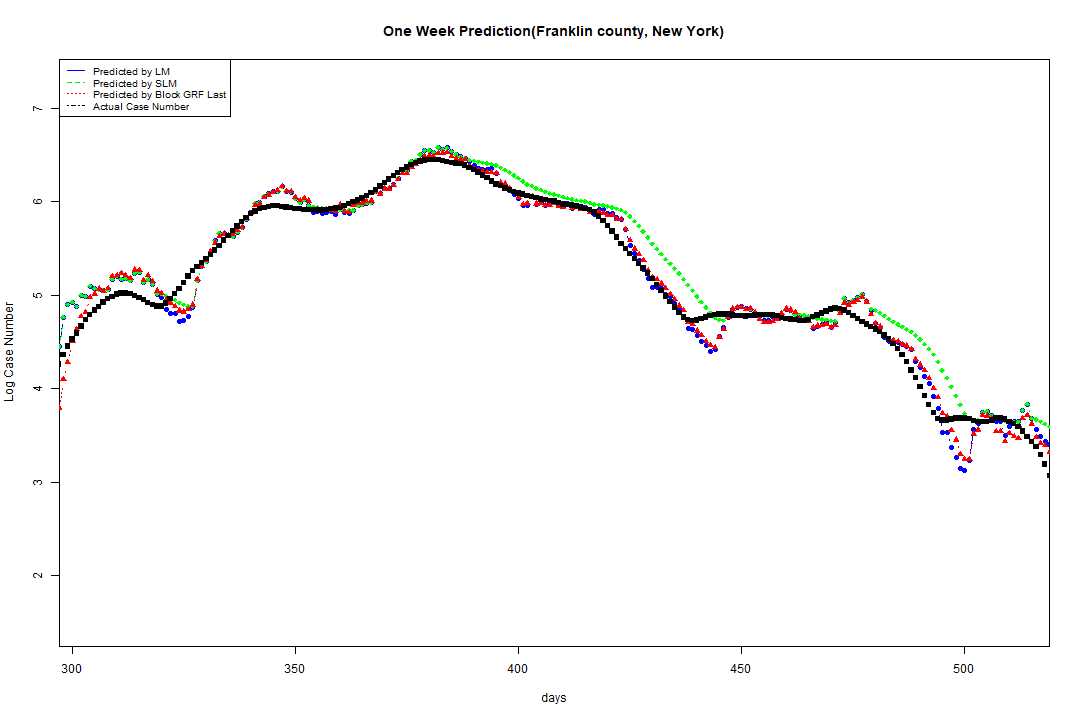 One Week Prediction(Franklin county, New York)
Predicted by LM
Predicted by SLM
Predicted by Block GRF Last
Actual Case Number
7
6
5
4
3
2
Log Case Number
300 350 400 450 500
days